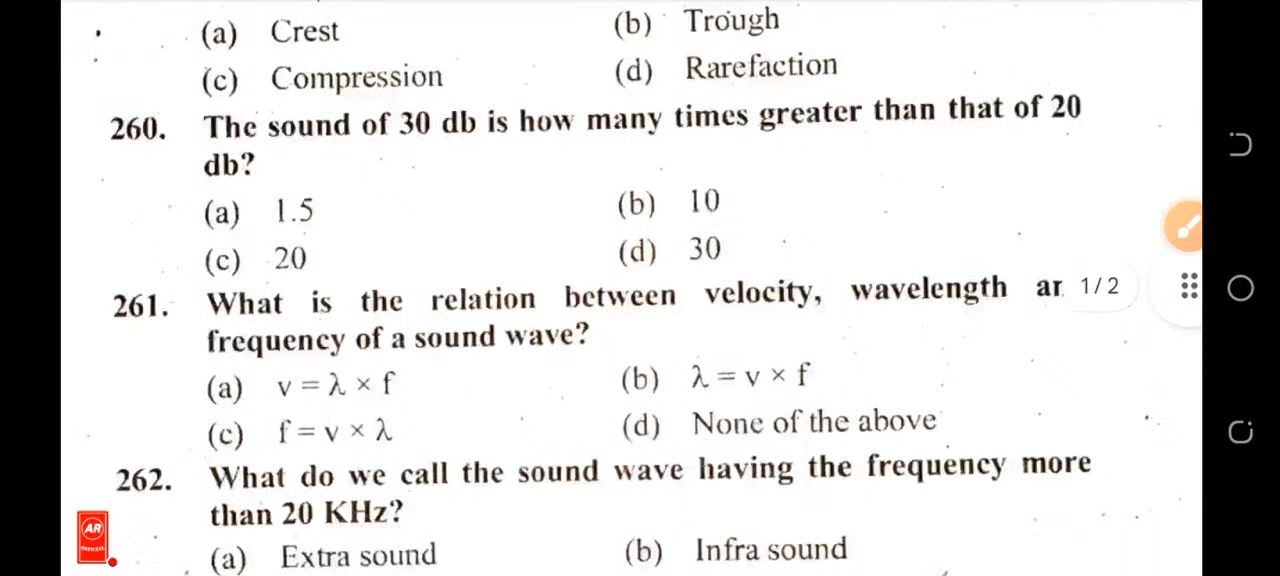 (a) Crest (b) Trough
(c) Compression (d) Rarefaction
260. The sound of 30 db is how many times greater than that of 20
db?
(a) 1.5 (b) 10
(c) 20 (d) 30
261. What is the relation between velocity, wavelength ar 1/2
frequency of a sound wave?
(a) v = λ × f (b) λ = v × f
(c) f = v × λ (d) None of the above
262. What do we call the sound wave having the frequency more
than 20 KHz?
AR
(a) Extra sound (b) Infra sound